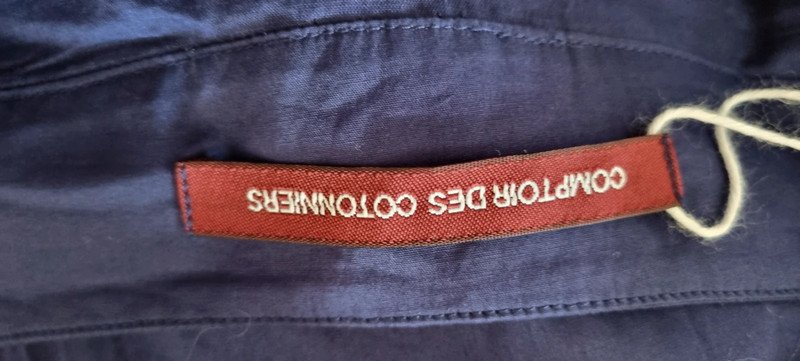 COMPTOIR DES COTONNIERS